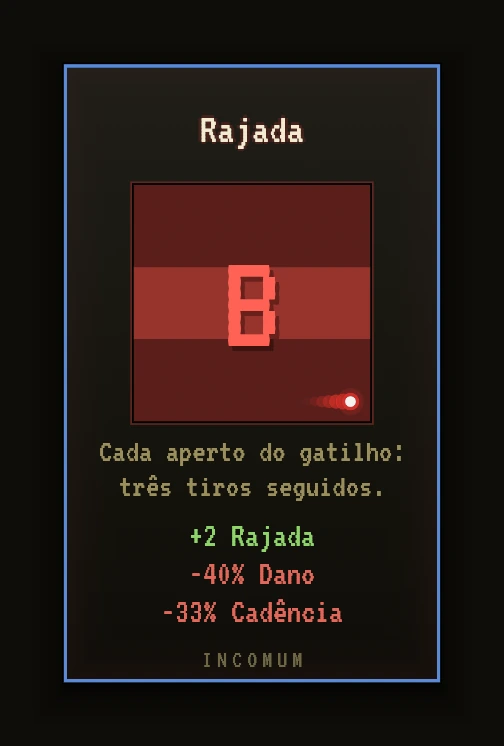 Rajada
B
Cada aperto do gatilho:
três tiros seguidos.
+2 Rajada
-40% Dano
-33% Cadência
INCOMUM